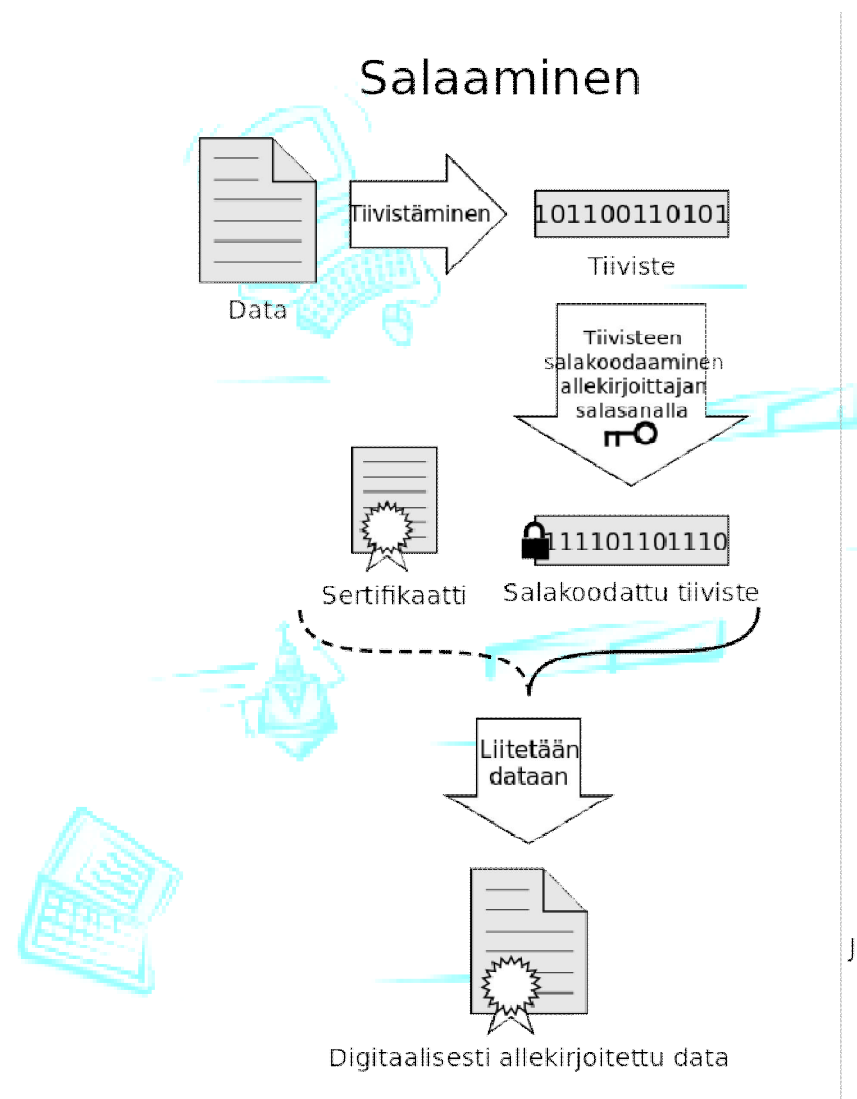 Salaaminen
Tiivistäminen
101100110101
Tiiviste
Data
Tiivisteen
salakoodaaminen
allekirjoittajan
salasanalla
111101101110
Sertifikaatti
Salakoodattu tiiviste
Liitetään
dataan
J
Digitaalisesti allekirjoitettu data